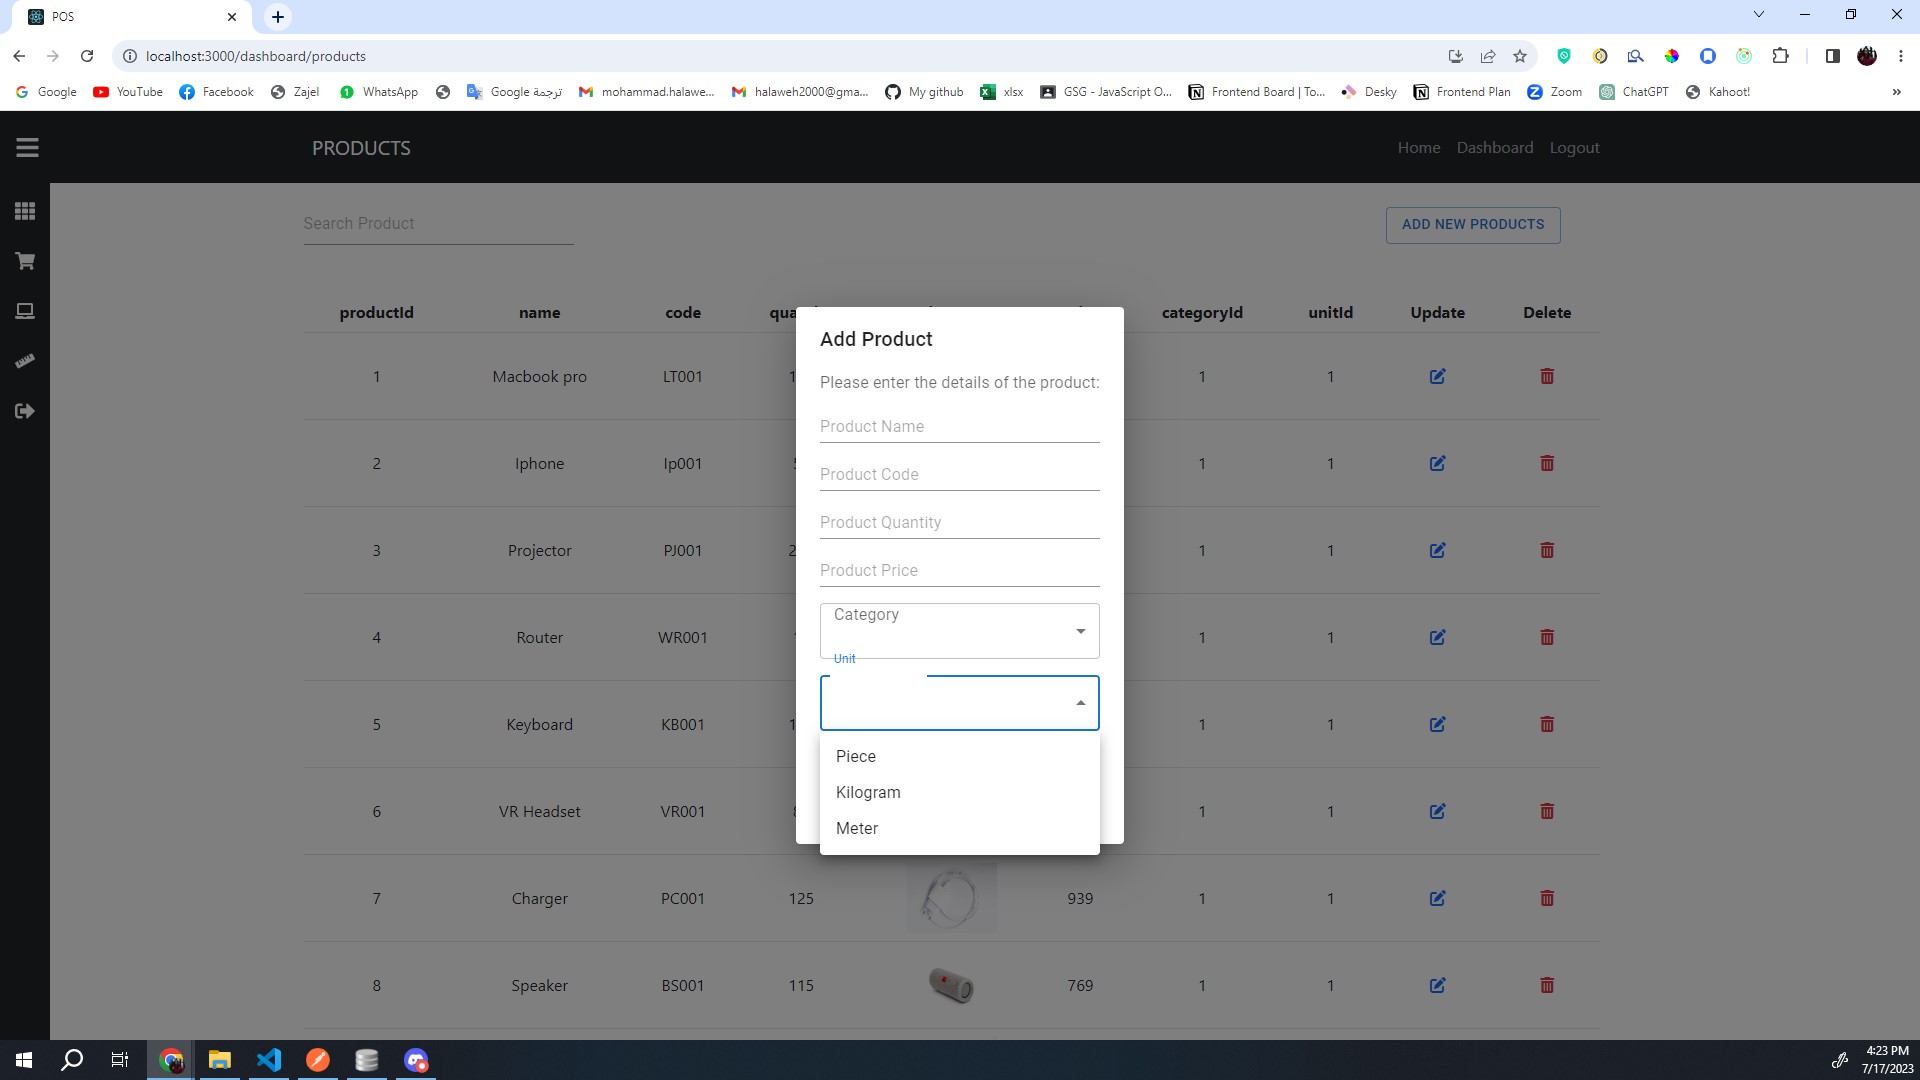 POS
localhost:3000/dashboard/products
Google YouTube Facebook Zajel WhatsApp Google ترجمة mohammad.halawe... halaweh2000@gma... My github xlsx GSG - JavaScript O... Frontend Board | To... Desky Frontend Plan Zoom ChatGPT Kahoot! »
PRODUCTS Home Dashboard Logout
Search Product ADD NEW PRODUCTS
productId name code categoryId unitId Update Delete
1 Macbook pro LT001 1 1
2 Iphone Ip001 1 1
3 Projector PJ001 1 1
4 Router WR001 1 1
5 Keyboard KB001 1 1
6 VR Headset VR001 1 1
7 Charger PC001 125 939 1 1
8 Speaker BS001 115 769 1 1
Add Product
Please enter the details of the product:
Product Name
Product Code
Product Quantity
Product Price
Category
Unit
Piece
Kilogram
Meter
4:23 PM
7/17/2023